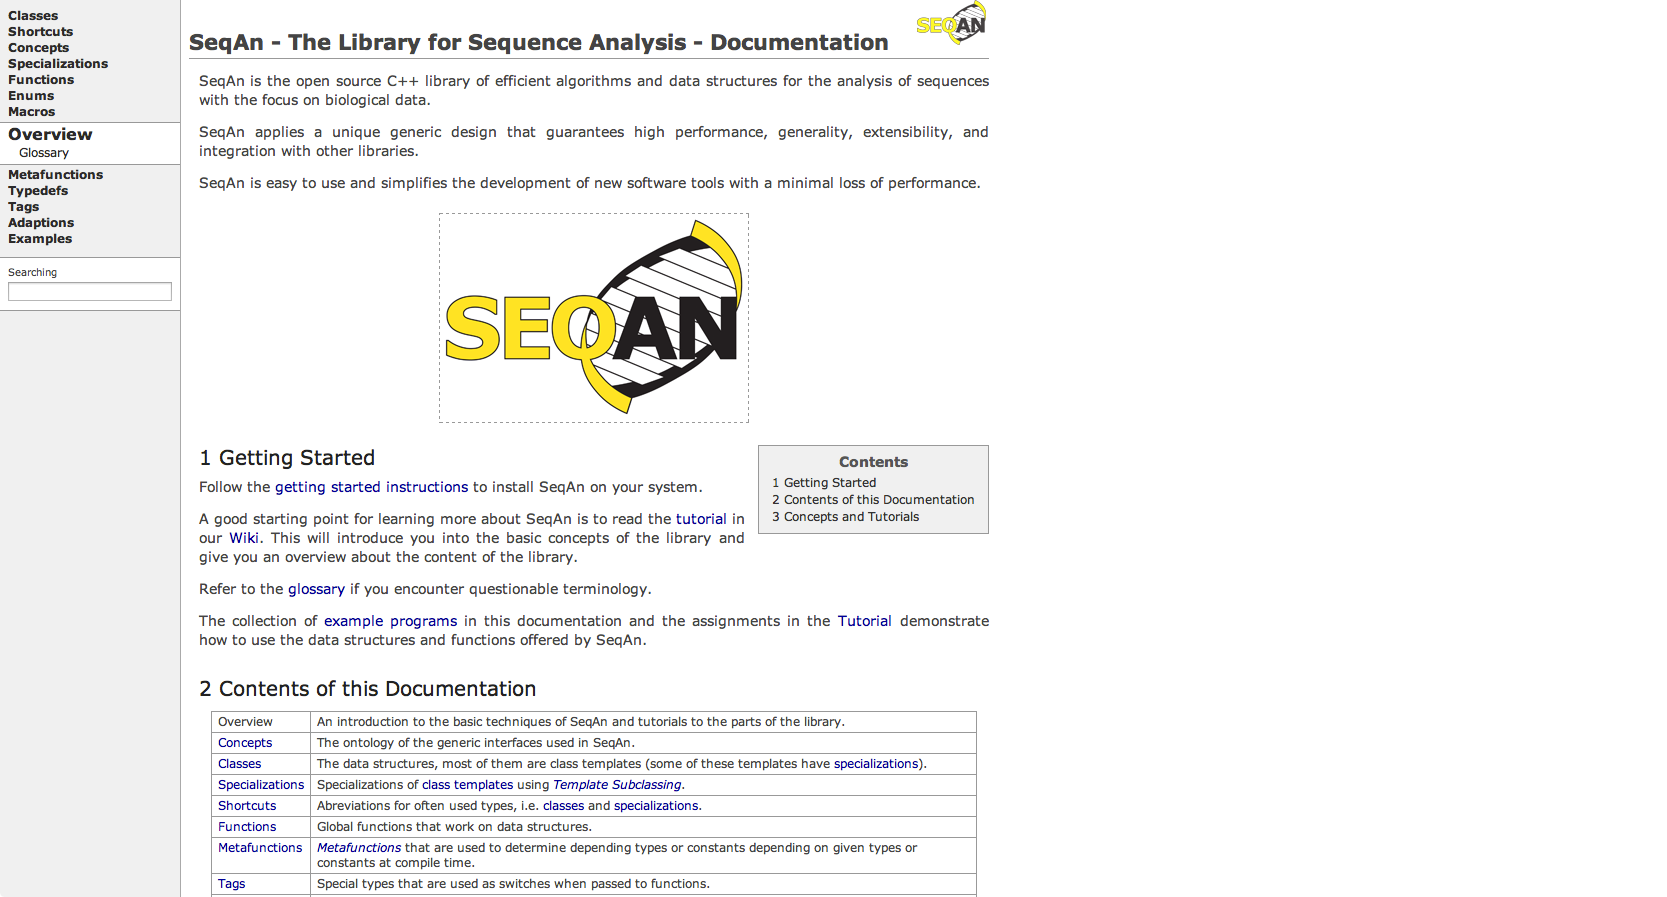 Classes
Shortcuts
Concepts
Specializations
Functions
Enums
Macros
Overview
Glossary
Metafunctions
Typedefs
Tags
Adaptions
Examples
Searching
SEQAN
SeqAn - The Library for Sequence Analysis - Documentation
SeqAn is the open source C++ library of efficient algorithms and data structures for the analysis of sequences
with the focus on biological data.
SeqAn applies a unique generic design that guarantees high performance, generality, extensibility, and
integration with other libraries.
SeqAn is easy to use and simplifies the development of new software tools with a minimal loss of performance.
SEQAN
1 Getting Started
Follow the getting started instructions to install SeqAn on your system.
A good starting point for learning more about SeqAn is to read the tutorial in
our Wiki. This will introduce you into the basic concepts of the library and
give you an overview about the content of the library.
Refer to the glossary if you encounter questionable terminology.
The collection of example programs in this documentation and the assignments in the Tutorial demonstrate
how to use the data structures and functions offered by SeqAn.
Contents
1 Getting Started
2 Contents of this Documentation
3 Concepts and Tutorials
2 Contents of this Documentation
Overview An introduction to the basic techniques of SeqAn and tutorials to the parts of the library.
Concepts The ontology of the generic interfaces used in SeqAn.
Classes The data structures, most of them are class templates (some of these templates have specializations).
Specializations Specializations of class templates using Template Subclassing.
Shortcuts Abreviations for often used types, i.e. classes and specializations.
Functions Global functions that work on data structures.
Metafunctions Metafunctions that are used to determine depending types or constants depending on given types or
constants at compile time.
Tags Special types that are used as switches when passed to functions.